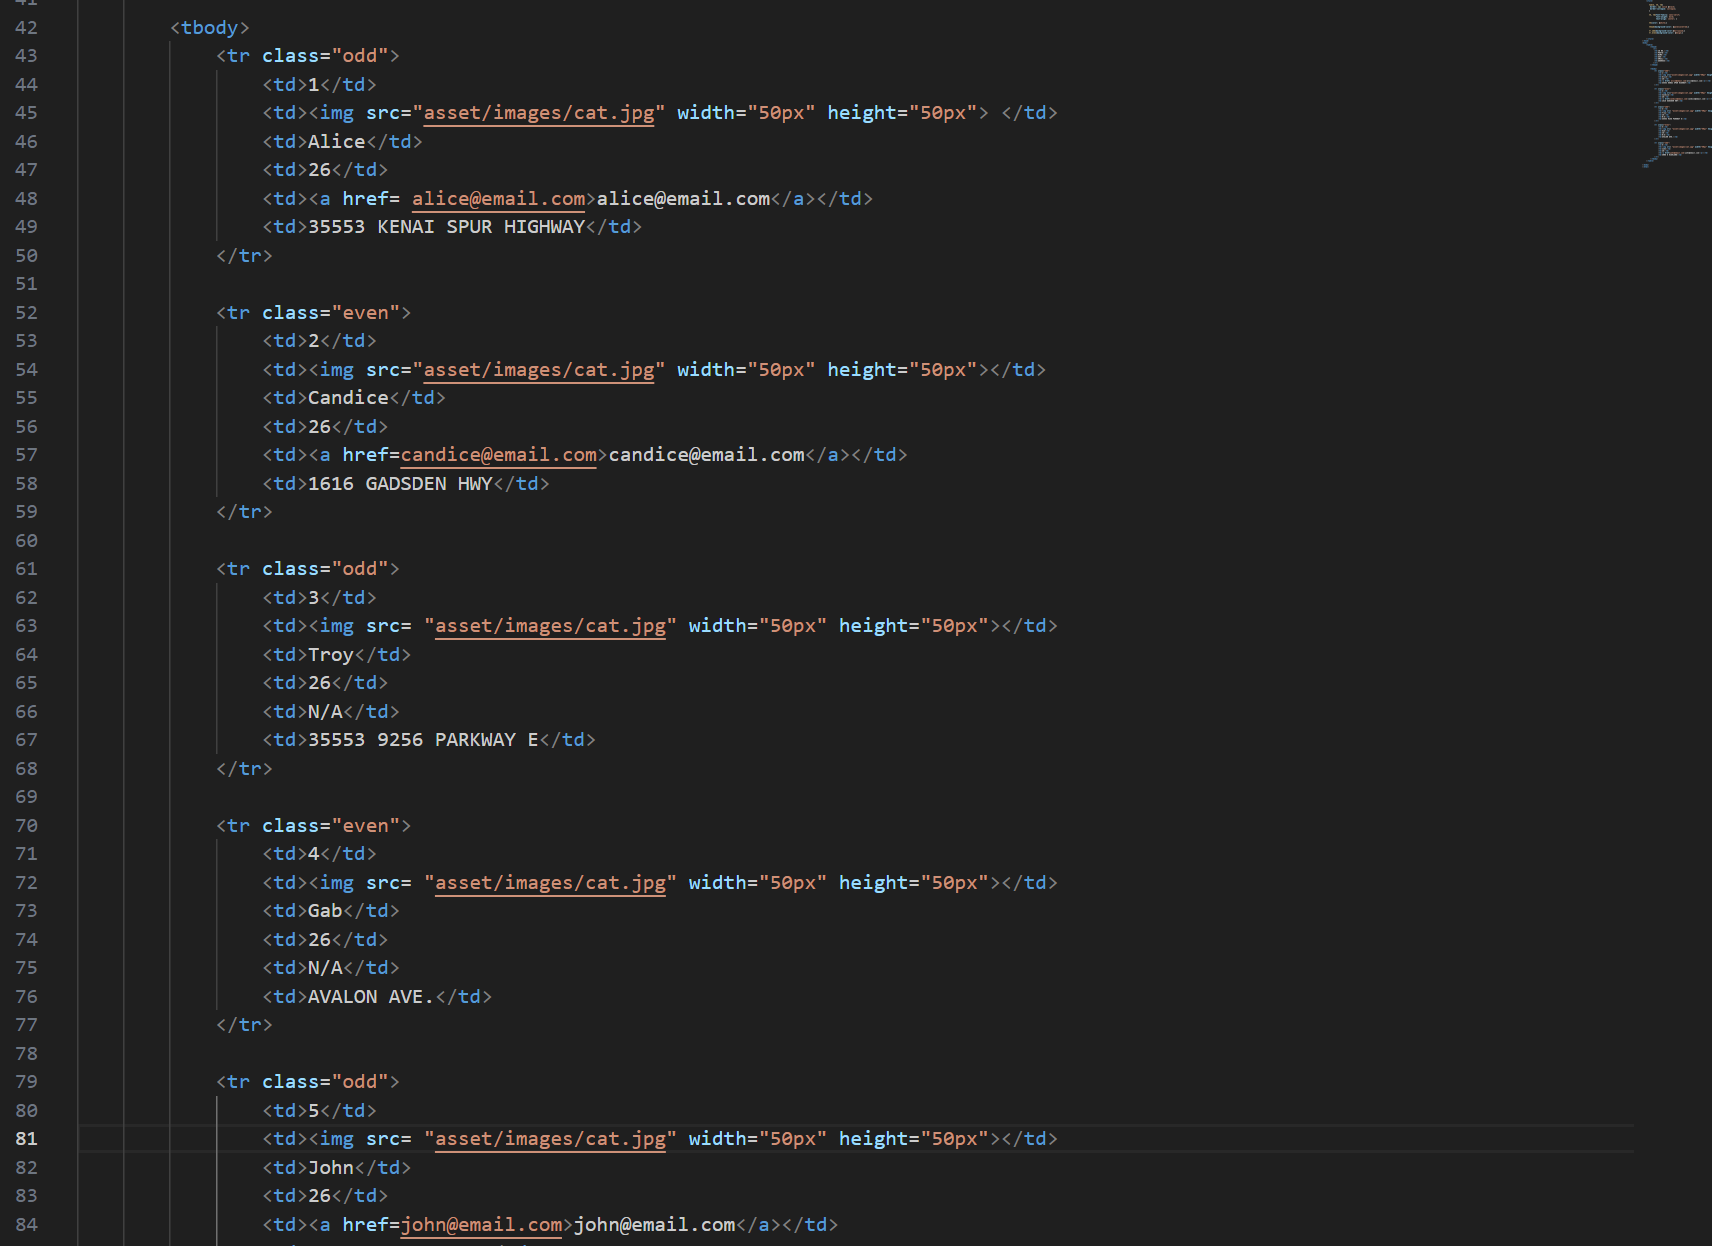 42 <tbody>
43 <tr class="odd">
44 <td>1</td>
45 <td><img src="asset/images/cat.jpg" width="50px" height="50px"> </td>
46 <td>Alice</td>
47 <td>26</td>
48 <td><a href= alice@email.com>alice@email.com</a></td>
49 <td>35553 KENAI SPUR HIGHWAY</td>
50 </tr>
51
52 <tr class="even">
53 <td>2</td>
54 <td><img src="asset/images/cat.jpg" width="50px" height="50px"></td>
55 <td>Candice</td>
56 <td>26</td>
57 <td><a href=candice@email.com>candice@email.com</a></td>
58 <td>1616 GADSDEN HWY</td>
59 </tr>
60
61 <tr class="odd">
62 <td>3</td>
63 <td><img src= "asset/images/cat.jpg" width="50px" height="50px"></td>
64 <td>Troy</td>
65 <td>26</td>
66 <td>N/A</td>
67 <td>35553 9256 PARKWAY E</td>
68 </tr>
69
70 <tr class="even">
71 <td>4</td>
72 <td><img src= "asset/images/cat.jpg" width="50px" height="50px"></td>
73 <td>Gab</td>
74 <td>26</td>
75 <td>N/A</td>
76 <td>AVALON AVE.</td>
77 </tr>
78
79 <tr class="odd">
80 <td>5</td>
81 <td><img src= "asset/images/cat.jpg" width="50px" height="50px"></td>
82 <td>John</td>
83 <td>26</td>
84 <td><a href=john@email.com>john@email.com</a></td>